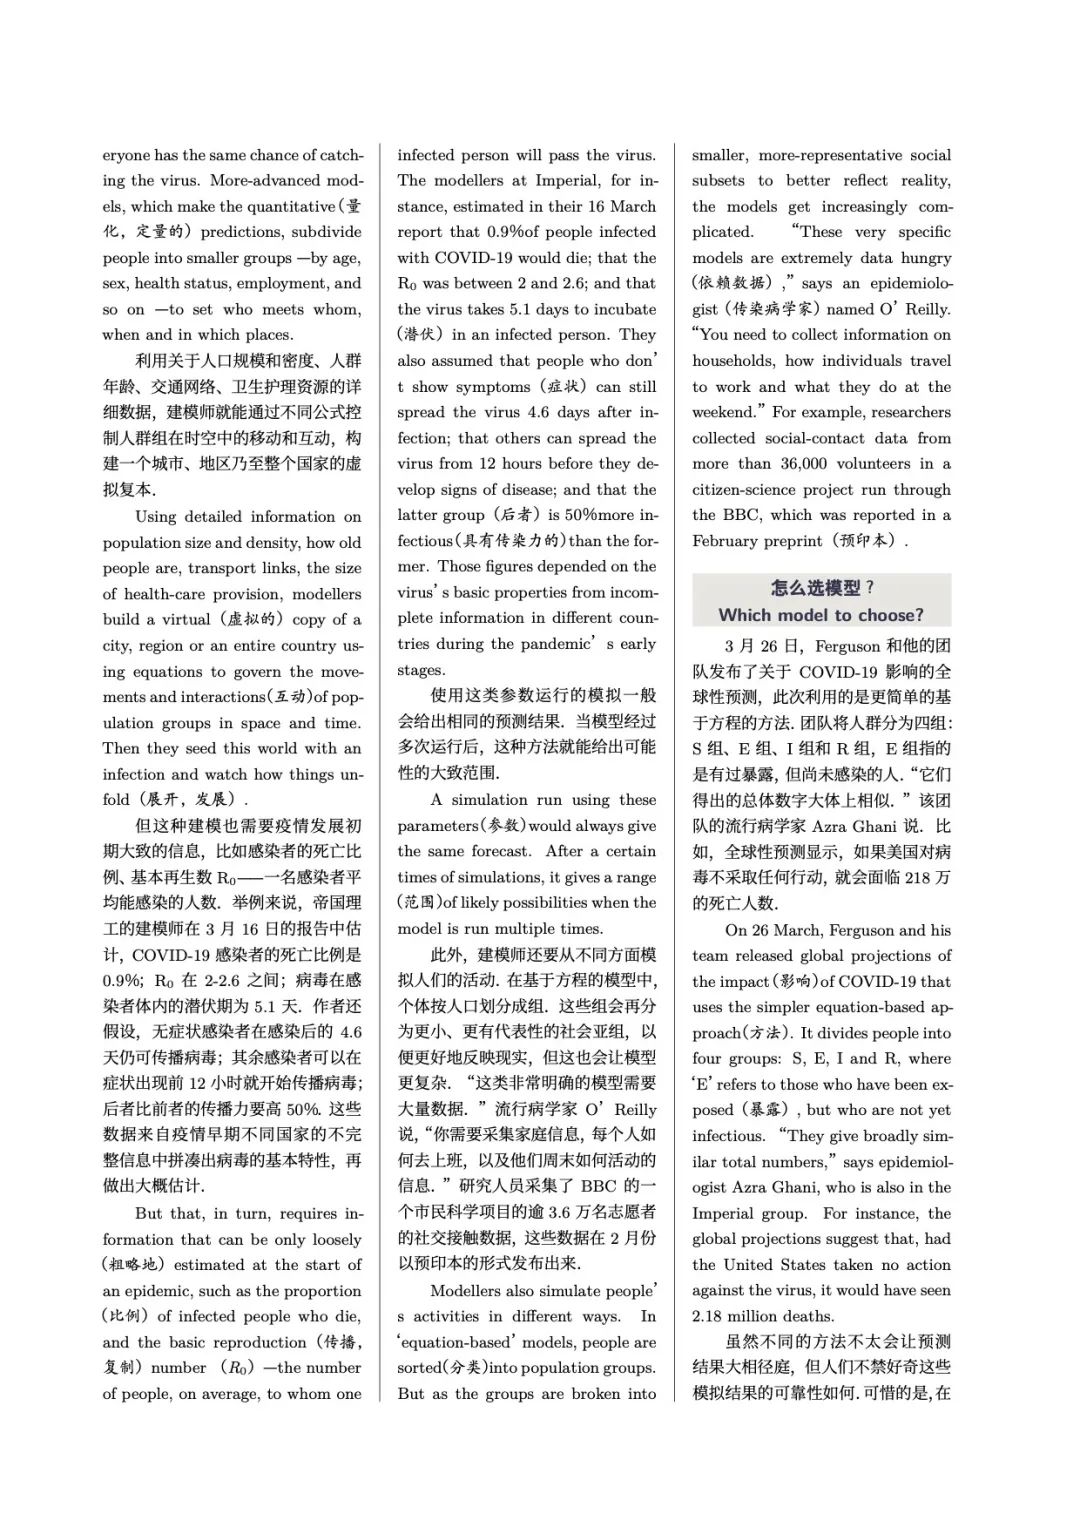 eryone has the same chance of catch-
ing the virus. More-advanced mod-
els, which make the quantitative(量
化，定量的) predictions, subdivide
people into smaller groups —by age,
sex, health status, employment, and
so on —to set who meets whom,
when and in which places.
利用关于人口规模和密度、人群
年龄、交通网络、卫生护理资源的详
细数据，建模师就能通过不同公式控
制人群组在时空中的移动和互动，构
建一个城市、地区乃至整个国家的虚
拟复本.
Using detailed information on
population size and density, how old
people are, transport links, the size
of health-care provision, modellers
build a virtual (虚拟的) copy of a
city, region or an entire country us-
ing equations to govern the move-
ments and interactions(互动)of pop-
ulation groups in space and time.
Then they seed this world with an
infection and watch how things un-
fold (展开，发展) .
但这种建模也需要疫情发展初
期大致的信息，比如感染者的死亡比
例、基本再生数 R₀——一名感染者平
均能感染的人数．举例来说，帝国理
工的建模师在 3 月 16 日的报告中估
计，COVID-19 感染者的死亡比例是
0.9%；R₀ 在 2-2.6 之间；病毒在感
染者体内的潜伏期为 5.1 天．作者还
假设，无症状感染者在感染后的 4.6
天仍可传播病毒；其余感染者可以在
症状出现前 12 小时就开始传播病毒；
后者比前者的传播力要高 50%. 这些
数据来自疫情早期不同国家的不完
整信息中拼凑出病毒的基本特性，再
做出大概估计.
But that, in turn, requires in-
formation that can be only loosely
(粗略地) estimated at the start of
an epidemic, such as the proportion
(比例) of infected people who die,
and the basic reproduction (传播，
复制) number （R₀）—the number
of people, on average, to whom one
infected person will pass the virus.
The modellers at Imperial, for in-
stance, estimated in their 16 March
report that 0.9%of people infected
with COVID-19 would die; that the
R₀ was between 2 and 2.6; and that
the virus takes 5.1 days to incubate
(潜伏) in an infected person. They
also assumed that people who don’
t show symptoms (症状) can still
spread the virus 4.6 days after in-
fection; that others can spread the
virus from 12 hours before they de-
velop signs of disease; and that the
latter group (后者) is 50%more in-
fectious(具有传染力的)than the for-
mer. Those figures depended on the
virus’s basic properties from incom-
plete information in different coun-
tries during the pandemic’ s early
stages.
使用这类参数运行的模拟一般
会给出相同的预测结果．当模型经过
多次运行后，这种方法就能给出可能
性的大致范围.
A simulation run using these
parameters(参数)would always give
the same forecast. After a certain
times of simulations, it gives a range
(范围)of likely possibilities when the
model is run multiple times.
此外，建模师还要从不同方面模
拟人们的活动．在基于方程的模型中，
个体按人口划分成组．这些组会再分
为更小、更有代表性的社会亚组，以
便更好地反映现实，但这也会让模型
更复杂．“这类非常明确的模型需要
大量数据．”流行病学家 O’ Reilly
说，“你需要采集家庭信息，每个人如
何去上班，以及他们周末如何活动的
信息．”研究人员采集了 BBC 的一
个市民科学项目的逾 3.6 万名志愿者
的社交接触数据，这些数据在 2 月份
以预印本的形式发布出来.
Modellers also simulate people’
s activities in different ways. In
‘equation-based’ models, people are
sorted(分类)into population groups.
But as the groups are broken into
smaller, more-representative social
subsets to better reflect reality,
the models get increasingly com-
plicated. “These very specific
models are extremely data hungry
(依赖数据) ,” says an epidemiolo-
gist (传染病学家) named O’ Reilly.
“You need to collect information on
households, how individuals travel
to work and what they do at the
weekend.” For example, researchers
collected social-contact data from
more than 36,000 volunteers in a
citizen-science project run through
the BBC, which was reported in a
February preprint (预印本) .
怎么选模型？
Which model to choose?
3 月 26 日，Ferguson 和他的团
队发布了关于 COVID-19 影响的全
球性预测，此次利用的是更简单的基
于方程的方法. 团队将人群分为四组：
S 组、E 组、I 组和 R 组，E 组指的
是有过暴露，但尚未感染的人.“它们
得出的总体数字大体上相似．”该团
队的流行病学家 Azra Ghani 说．比
如，全球性预测显示，如果美国对病
毒不采取任何行动，就会面临 218 万
的死亡人数.
On 26 March, Ferguson and his
team released global projections of
the impact(影响)of COVID-19 that
uses the simpler equation-based ap-
proach(方法). It divides people into
four groups: S, E, I and R, where
‘E’ refers to those who have been ex-
posed (暴露) , but who are not yet
infectious. “They give broadly sim-
ilar total numbers,” says epidemiol-
ogist Azra Ghani, who is also in the
Imperial group. For instance, the
global projections suggest that, had
the United States taken no action
against the virus, it would have seen
2.18 million deaths.
虽然不同的方法不太会让预测
结果大相径庭，但人们不禁好奇这些
模拟结果的可靠性如何. 可惜的是，在